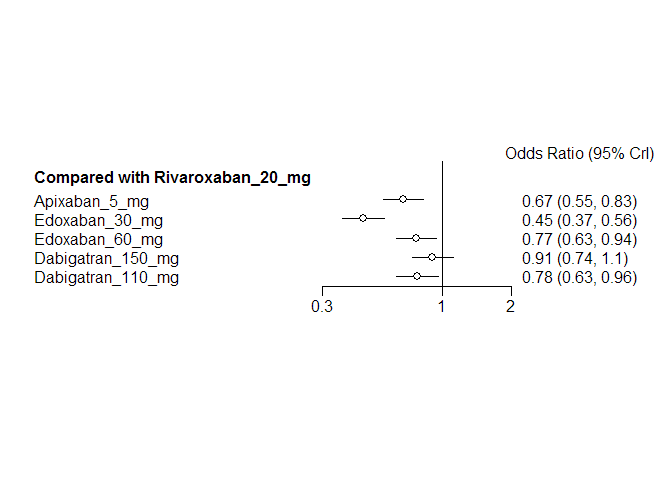 Odds Ratio (95% CrI)
Compared with Rivaroxaban_20_mg
Apixaban_5_mg 0.67 (0.55, 0.83)
Edoxaban_30_mg 0.45 (0.37, 0.56)
Edoxaban_60_mg 0.77 (0.63, 0.94)
Dabigatran_150_mg 0.91 (0.74, 1.1)
Dabigatran_110_mg 0.78 (0.63, 0.96)
0.3 1 2